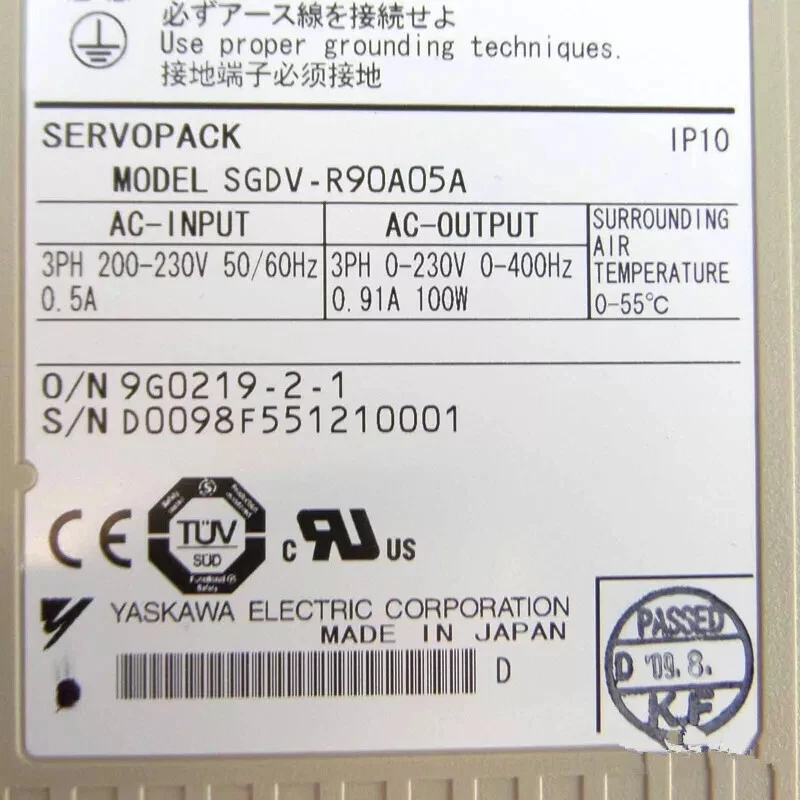 必ずアース線を接続せよ
Use proper grounding techniques.
接地端子必须接地
SERVOPACK
IP10
MODEL SGDV-R90A05A
AC-INPUT
AC-OUTPUT
SURROUNDING
AIR
TEMPERATURE
0-55℃
3PH 200-230V 50/60Hz
0.5A
3PH 0-230V 0-400Hz
0.91A 100W
O/N 9G0219-2-1
S/N D0098F551210001
CE
TÜV
SÜD
Functional
Safety
C RU US
YASKAWA ELECTRIC CORPORATION
MADE IN JAPAN
D
PASSED
D '09.8.
K.F